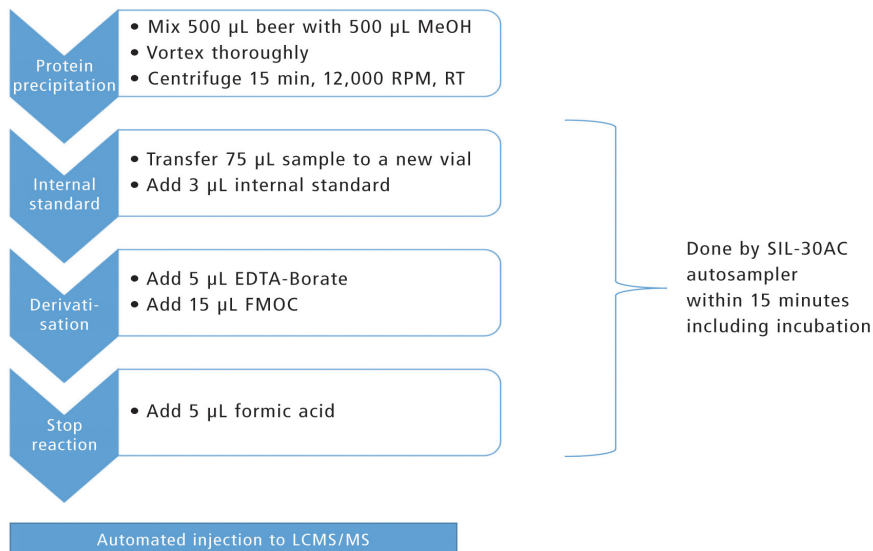 Protein
precipitation
• Mix 500 µL beer with 500 µL MeOH
• Vortex thoroughly
• Centrifuge 15 min, 12,000 RPM, RT
Internal
standard
• Transfer 75 µL sample to a new vial
• Add 3 µL internal standard
Derivati-
sation
• Add 5 µL EDTA-Borate
• Add 15 µL FMOC
Stop
reaction
• Add 5 µL formic acid
Done by SIL-30AC
autosampler
within 15 minutes
including incubation
Automated injection to LCMS/MS